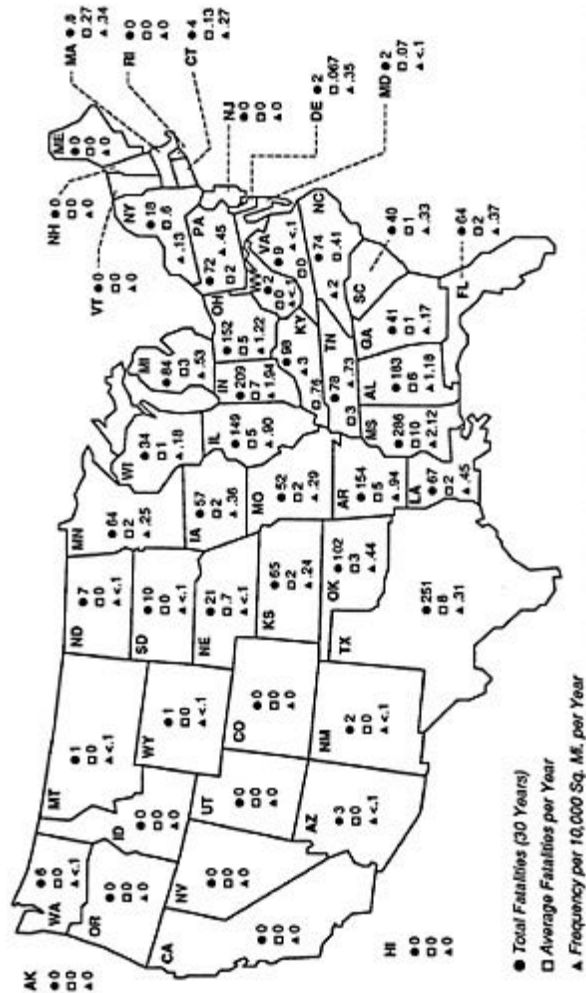 AK
●0
□0
▲0
WA
●6
□0
▲<.1
OR
●0
□0
▲0
CA
●0
□0
▲0
HI
●0
□0
▲0
NV
●0
□0
▲0
ID
●0
□0
▲0
MT
●1
□0
▲<.1
WY
●1
□0
▲<.1
UT
●0
□0
▲0
AZ
●3
□0
▲<.1
CO
●0
□0
▲0
NM
●2
□0
▲<.1
ND
●7
□0
▲<.1
SD
●10
□0
▲<.1
NE
●21
□.7
▲<.1
KS
●65
□2
▲.24
OK
●102
□3
▲.44
TX
●251
□8
▲.31
MN
●64
□2
▲.25
IA
●57
□2
▲.36
MO
●52
□2
▲.29
AR
●154
□5
▲.94
LA
●67
□2
▲.45
WI
●34
□1
▲.18
IL
●149
□5
▲.90
MI
●84
□3
▲.53
IN
●209
□7
▲1.94
OH
●152
□5
▲1.22
KY
●98
▲3
□.76
TN
●78
▲.73
□3
MS
●286
□10
▲2.12
AL
●183
□6
▲1.18
GA
●41
□1
▲.17
FL
●64
□2
▲.37
SC
●40
□1
▲.33
NC
●74
□.41
▲2
VA
●9
▲<.1
□0
WV
●2
□0
▲<.1
PA
●72
▲.45
□2
NY
●18
□.6
▲.13
VT
●0
□0
▲0
NH
●0
□0
▲0
ME
●0
□0
▲0
MA
●.8
□.27
▲.34
RI
●0
□0
▲0
CT
●4
□.13
▲.27
NJ
●0
□0
▲0
DE
●2
□.067
▲.35
MD
●2
□.07
▲<.1
● Total Fatalities (30 Years)
□ Average Fatalities per Year
▲ Frequency per 10,000 Sq. Mi. per Year